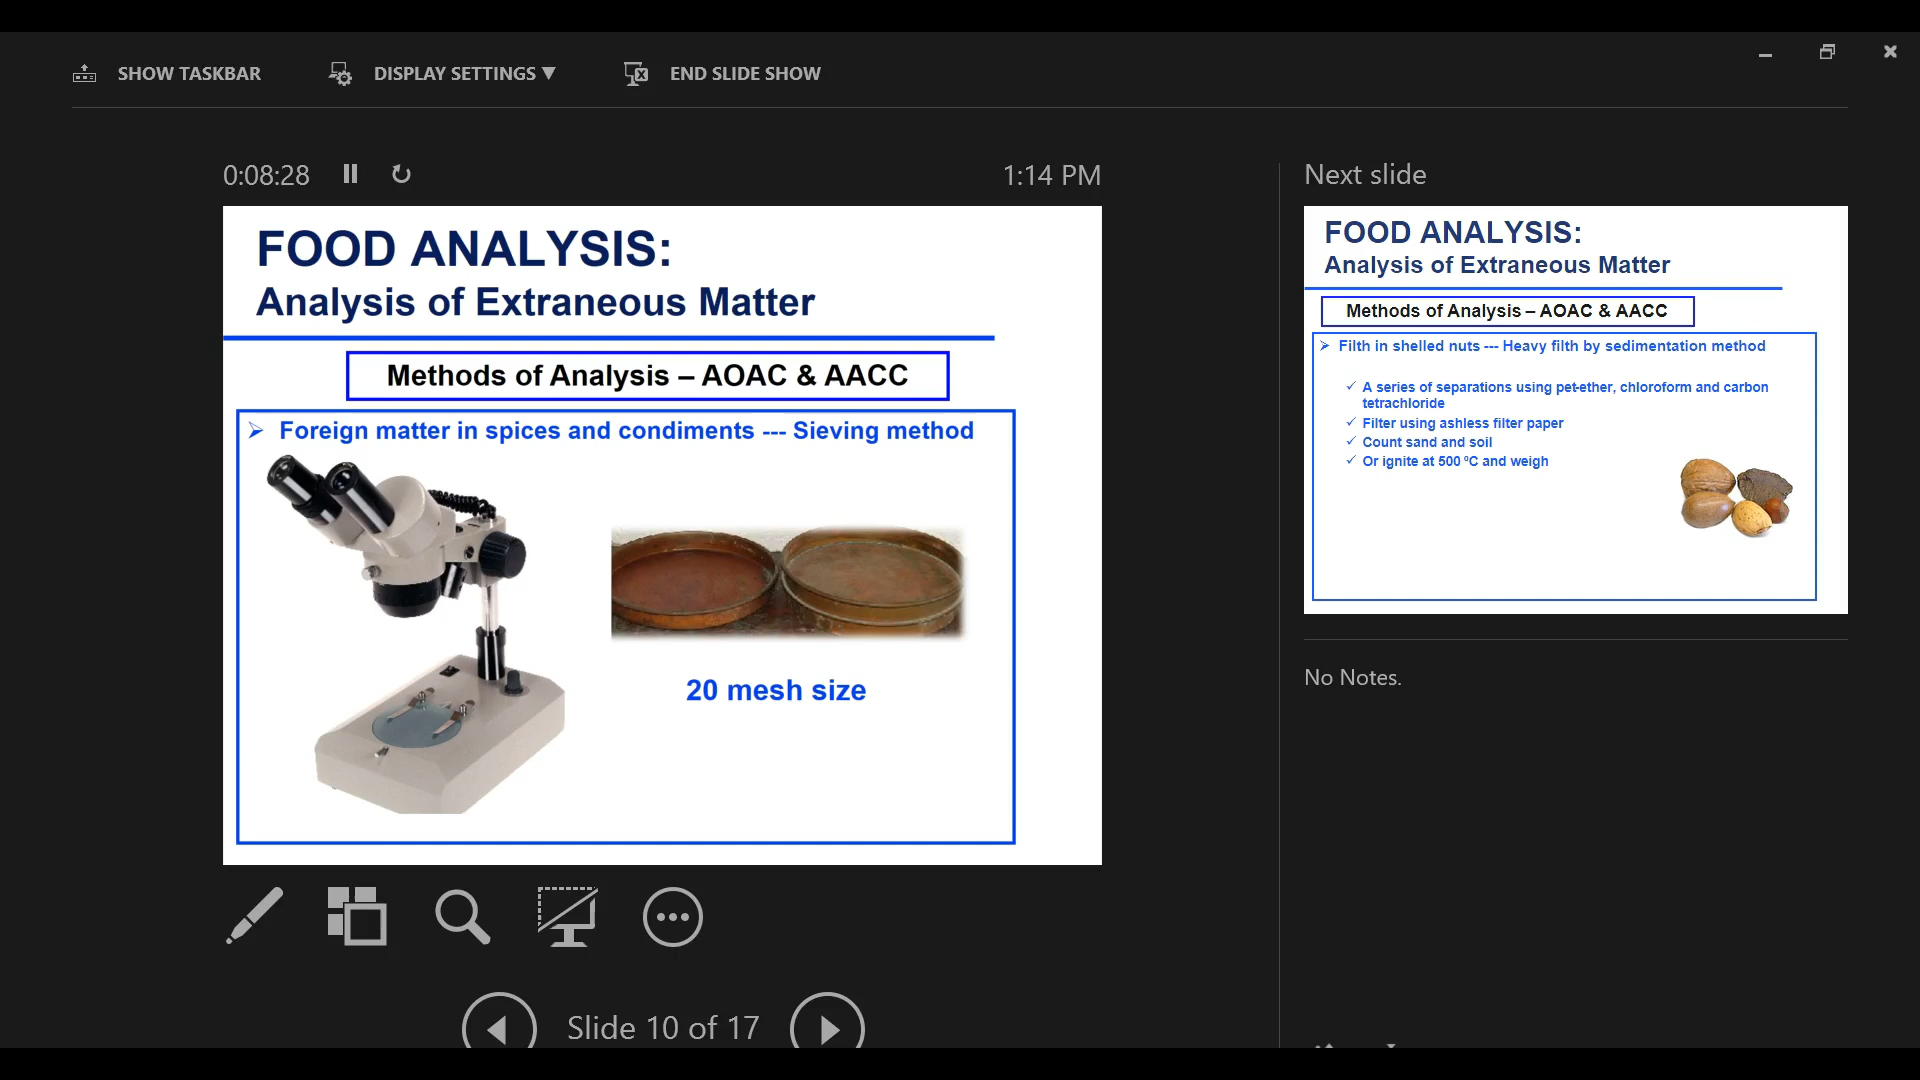 SHOW TASKBAR
DISPLAY SETTINGS ▼
END SLIDE SHOW
0:08:28
1:14 PM
FOOD ANALYSIS:
Analysis of Extraneous Matter
Methods of Analysis – AOAC & AACC
➢ Foreign matter in spices and condiments --- Sieving method
20 mesh size
Slide 10 of 17
Next slide
FOOD ANALYSIS:
Analysis of Extraneous Matter
Methods of Analysis – AOAC & AACC
➢ Filth in shelled nuts --- Heavy filth by sedimentation method
✓ A series of separations using pet-ether, chloroform and carbon
tetrachloride
✓ Filter using ashless filter paper
✓ Count sand and soil
✓ Or ignite at 500 ºC and weigh
No Notes.